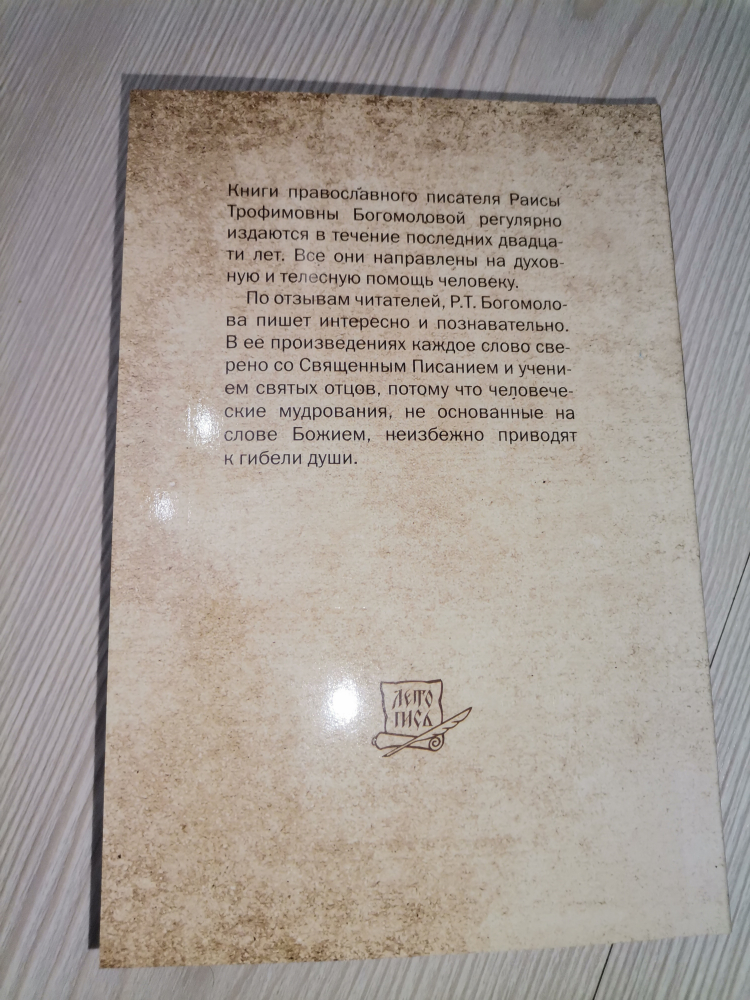 Книги православного писателя Раисы
Трофимовны Богомоловой регулярно
издаются в течение последних двадца-
ти лет. Все они направлены на духов-
ную и телесную помощь человеку.
По отзывам читателей, Р.Т. Богомоло-
ва пишет интересно и познавательно.
В ее произведениях каждое слово све-
рено со Священным Писанием и учени-
ем святых отцов, потому что человече-
ские мудрования, не основанные на
слове Божием, неизбежно приводят
к гибели души.
ЛЕТО
ПИСЬ